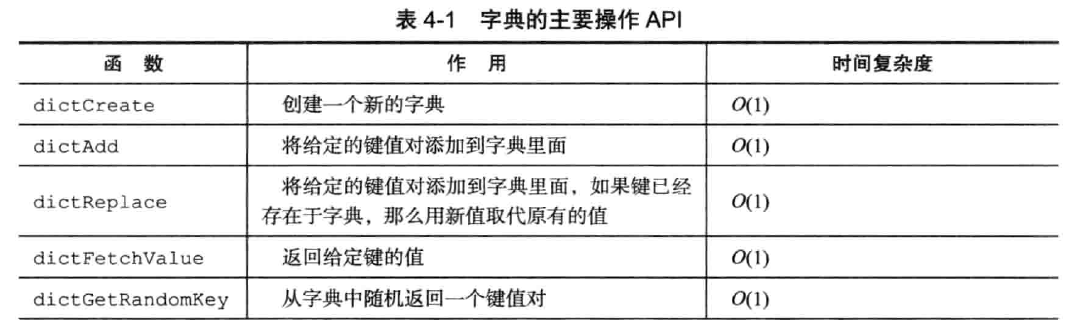 表 4-1 字典的主要操作 API
函 数 作 用 时间复杂度
dictCreate 创建一个新的字典 O(1)
dictAdd 将给定的键值对添加到字典里面 O(1)
dictReplace 将给定的键值对添加到字典里面，如果键已经 O(1)
存在于字典，那么用新值取代原有的值
dictFetchValue 返回给定键的值 O(1)
dictGetRandomKey 从字典中随机返回一个键值对 O(1)